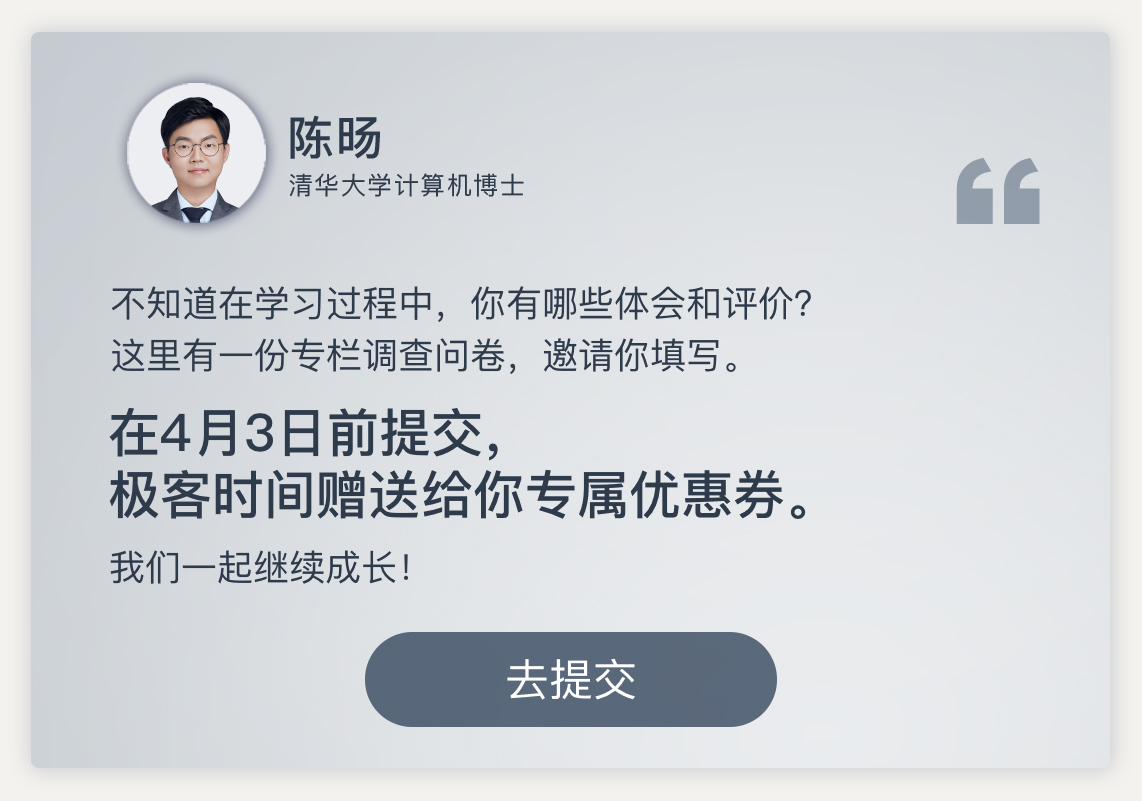 陈旸
清华大学计算机博士
不知道在学习过程中，你有哪些体会和评价？
这里有一份专栏调查问卷，邀请你填写。
在4月3日前提交，
极客时间赠送给你专属优惠券。
我们一起继续成长！
去提交